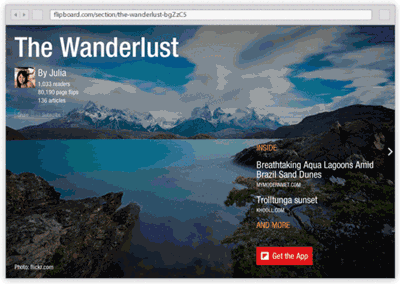 flipboard.com/section/the-wanderlust-bgZzC5
The Wanderlust
By Julia
1,033 readers
80,190 page flips
136 articles
INSIDE:
Breathtaking Aqua Lagoons Amid
Brazil Sand Dunes
MYMODERNMET.COM
Trolltunga sunset
KHOOLL.COM
AND MORE
Get the App
Photo: flickr.com